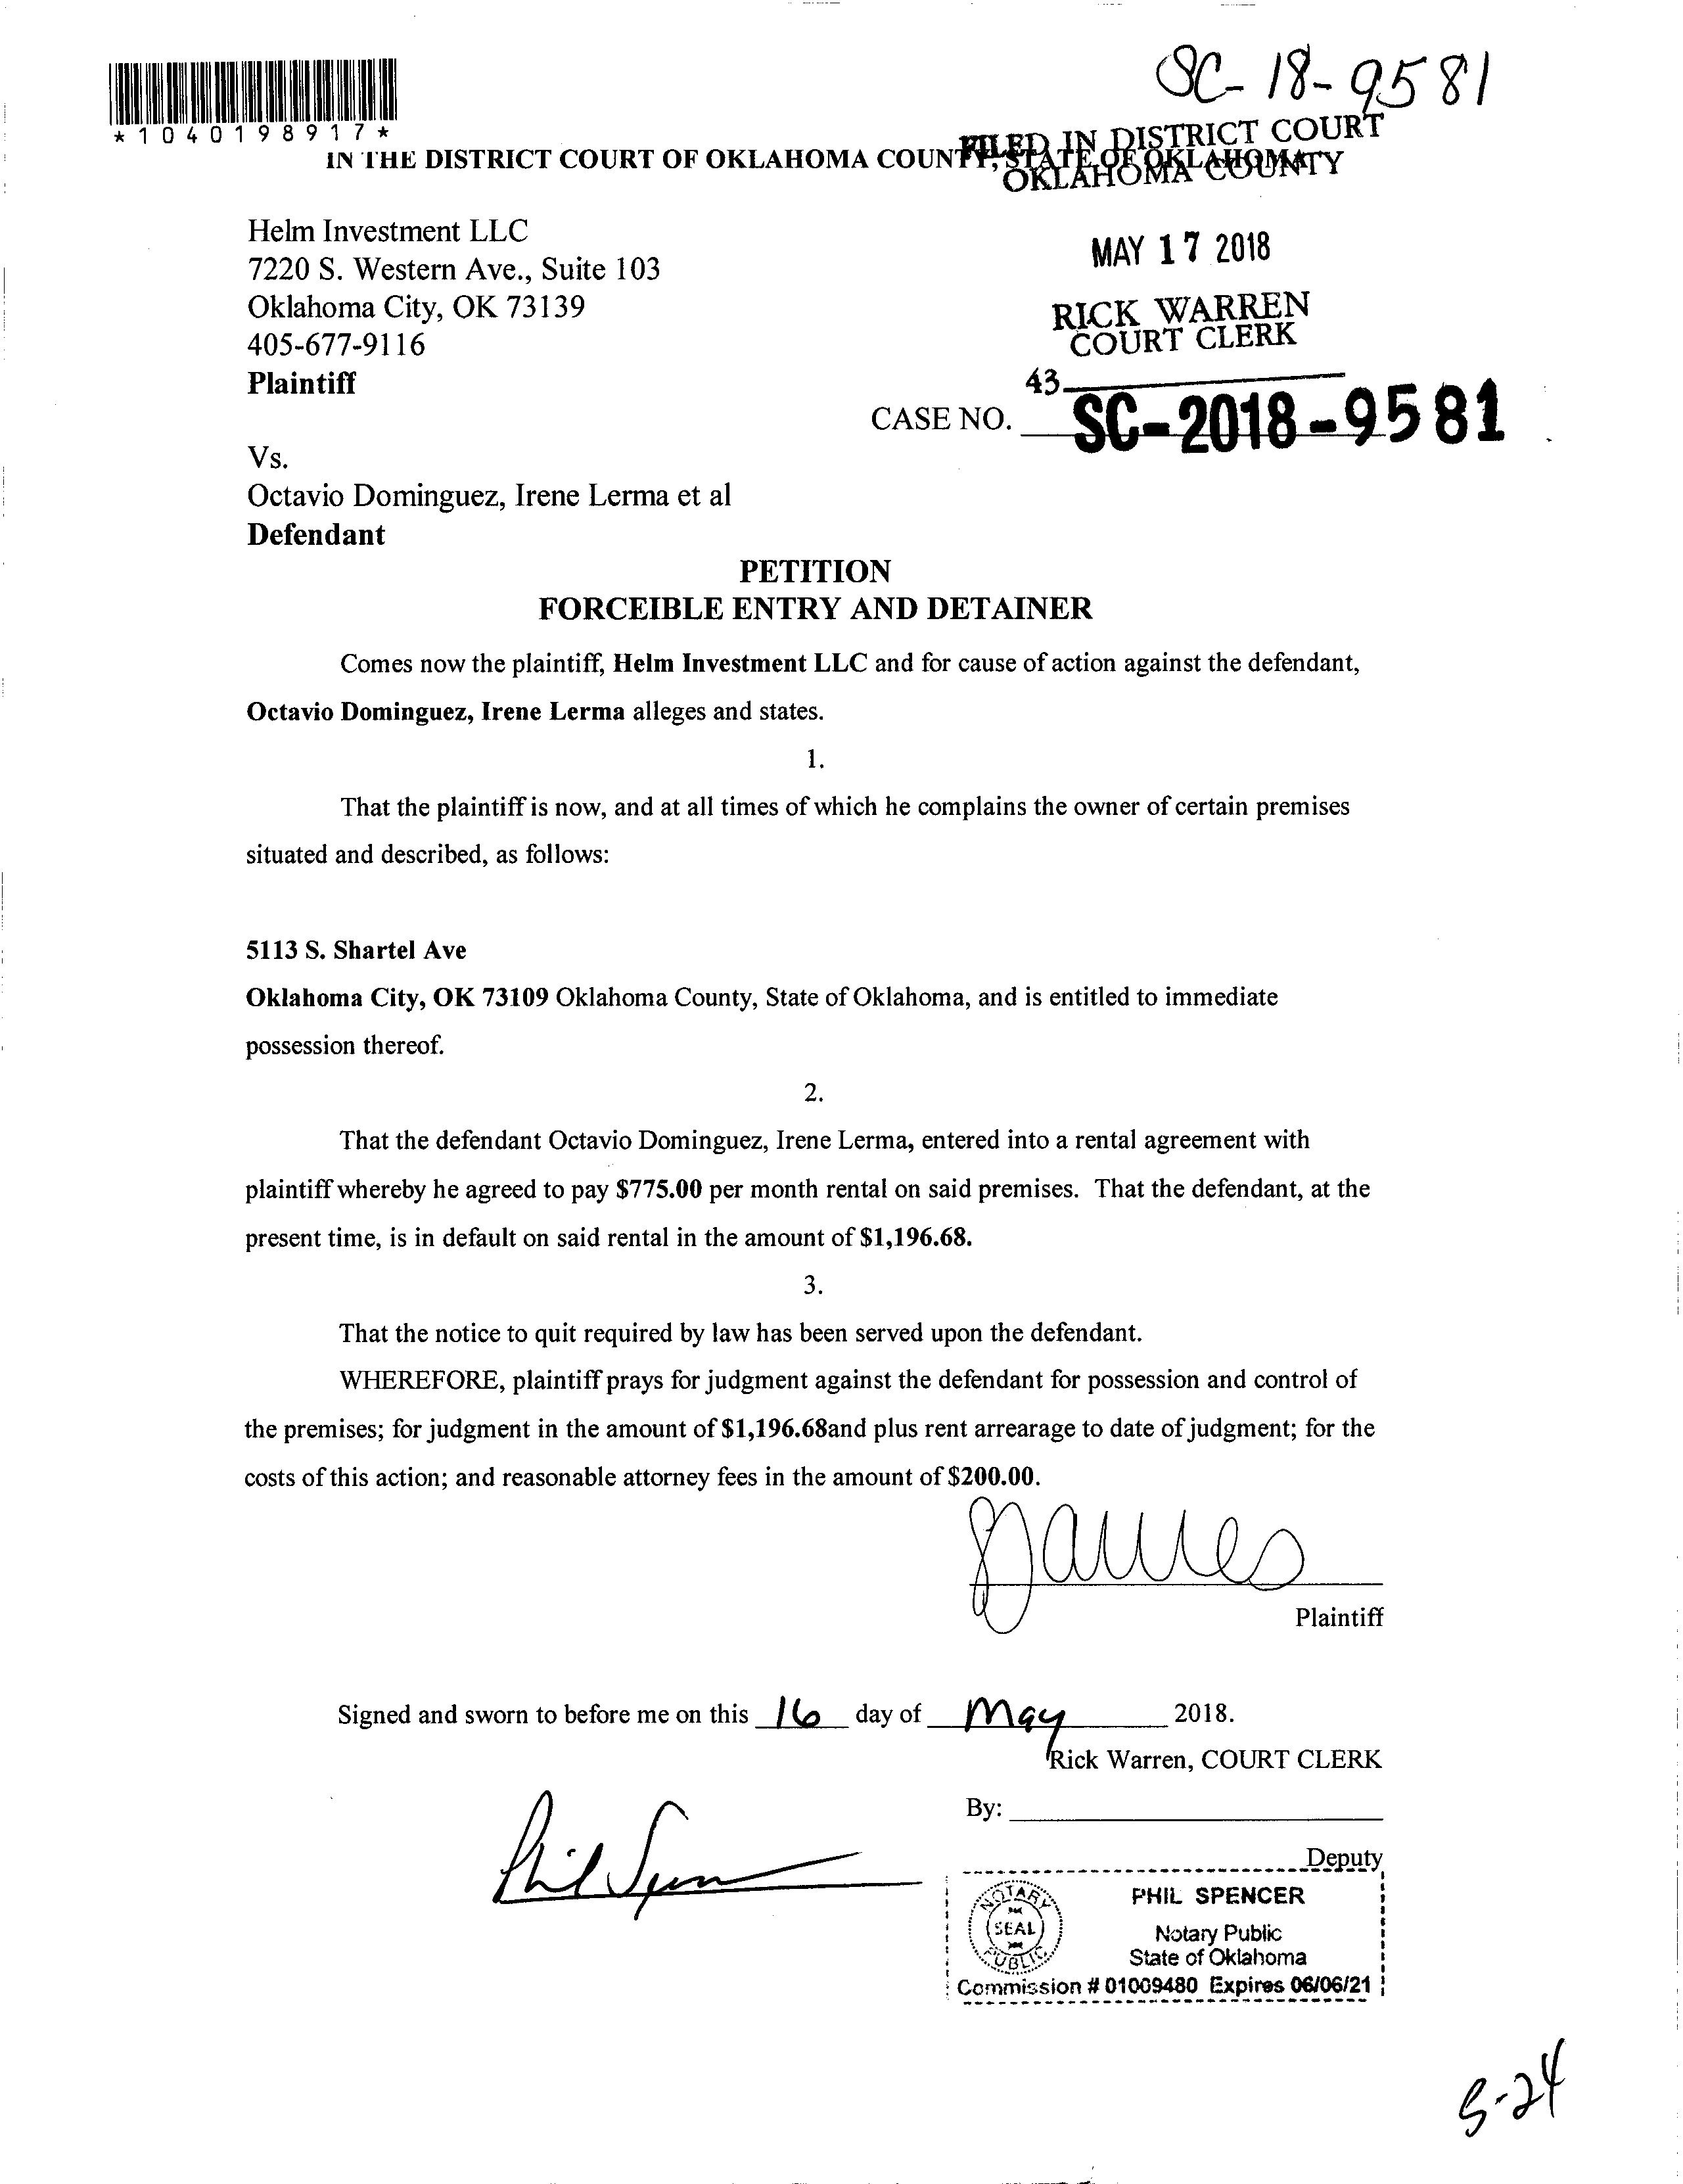 SC-18-9581
*1040198917*
FILED IN DISTRICT COURT
IN THE DISTRICT COURT OF OKLAHOMA COUNTY, STATE OF OKLAHOMA
OKLAHOMA COUNTY
Helm Investment LLC
7220 S. Western Ave., Suite 103
MAY 17 2018
Oklahoma City, OK 73139
RICK WARREN
405-677-9116
COURT CLERK
Plaintiff
43
CASE NO. SC-2018-9581
Vs.
Octavio Dominguez, Irene Lerma et al
Defendant
PETITION
FORCEIBLE ENTRY AND DETAINER
Comes now the plaintiff, Helm Investment LLC and for cause of action against the defendant,
Octavio Dominguez, Irene Lerma alleges and states.
1.
That the plaintiff is now, and at all times of which he complains the owner of certain premises
situated and described, as follows:
5113 S. Shartel Ave
Oklahoma City, OK 73109 Oklahoma County, State of Oklahoma, and is entitled to immediate
possession thereof.
2.
That the defendant Octavio Dominguez, Irene Lerma, entered into a rental agreement with
plaintiff whereby he agreed to pay $775.00 per month rental on said premises. That the defendant, at the
present time, is in default on said rental in the amount of $1,196.68.
3.
That the notice to quit required by law has been served upon the defendant.
WHEREFORE, plaintiff prays for judgment against the defendant for possession and control of
the premises; for judgment in the amount of $1,196.68and plus rent arrearage to date of judgment; for the
costs of this action; and reasonable attorney fees in the amount of $200.00.
Plaintiff
Signed and sworn to before me on this 16 day of May 2018.
Rick Warren, COURT CLERK
By:
Phil Spencer
Deputy
NOTARY PUBLIC SEAL
PHIL SPENCER
Notary Public
State of Oklahoma
Commission # 01009480 Expires 06/06/21
5-24